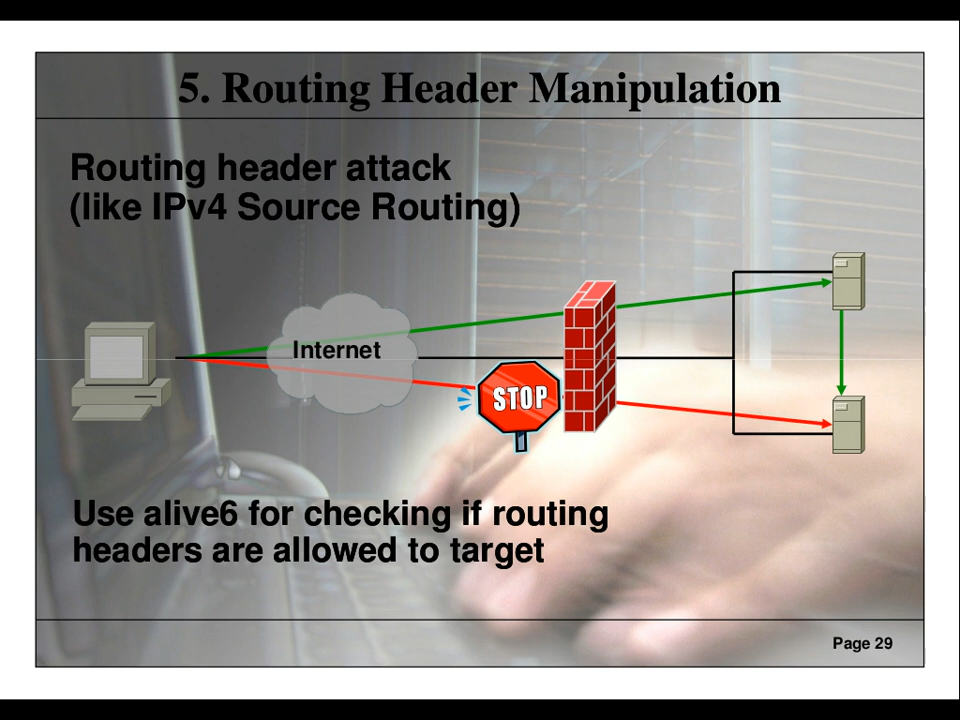 5. Routing Header Manipulation
Routing header attack
(like IPv4 Source Routing)
Internet
STOP
Use alive6 for checking if routing
headers are allowed to target
Page 29